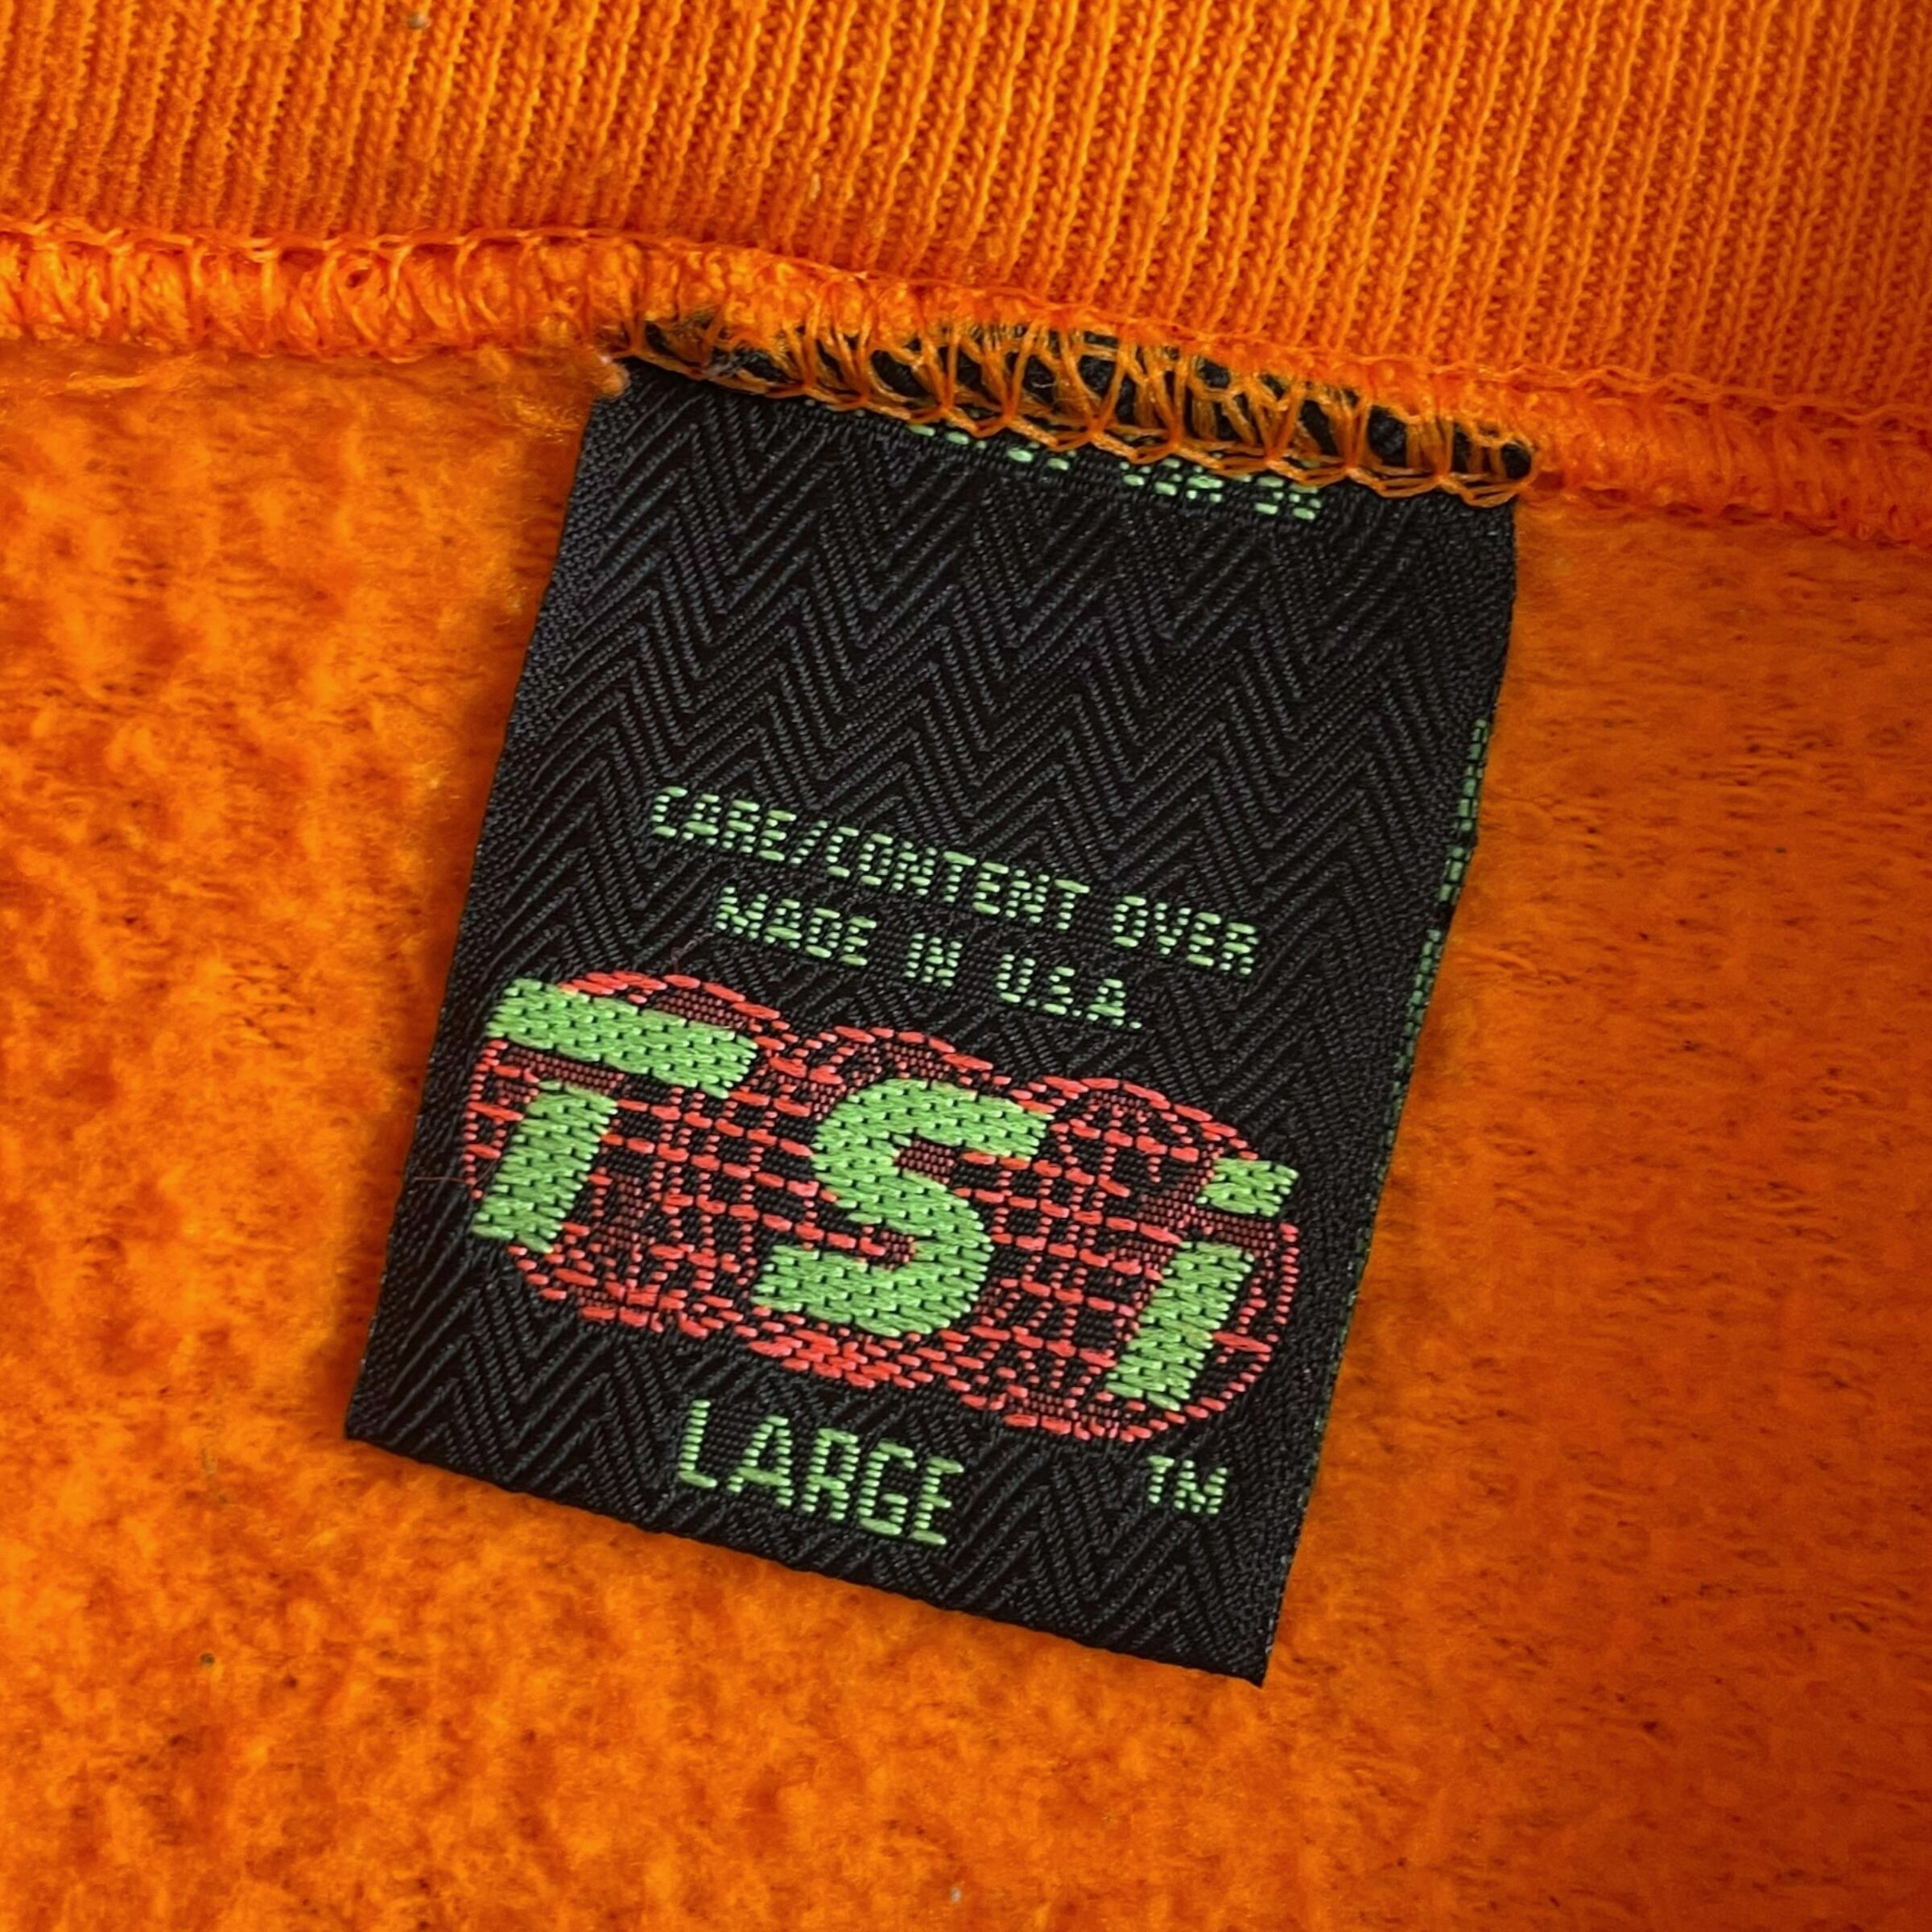 CARE/CONTENT OVER
MADE IN U.S.A.
TSi
LARGE
TM